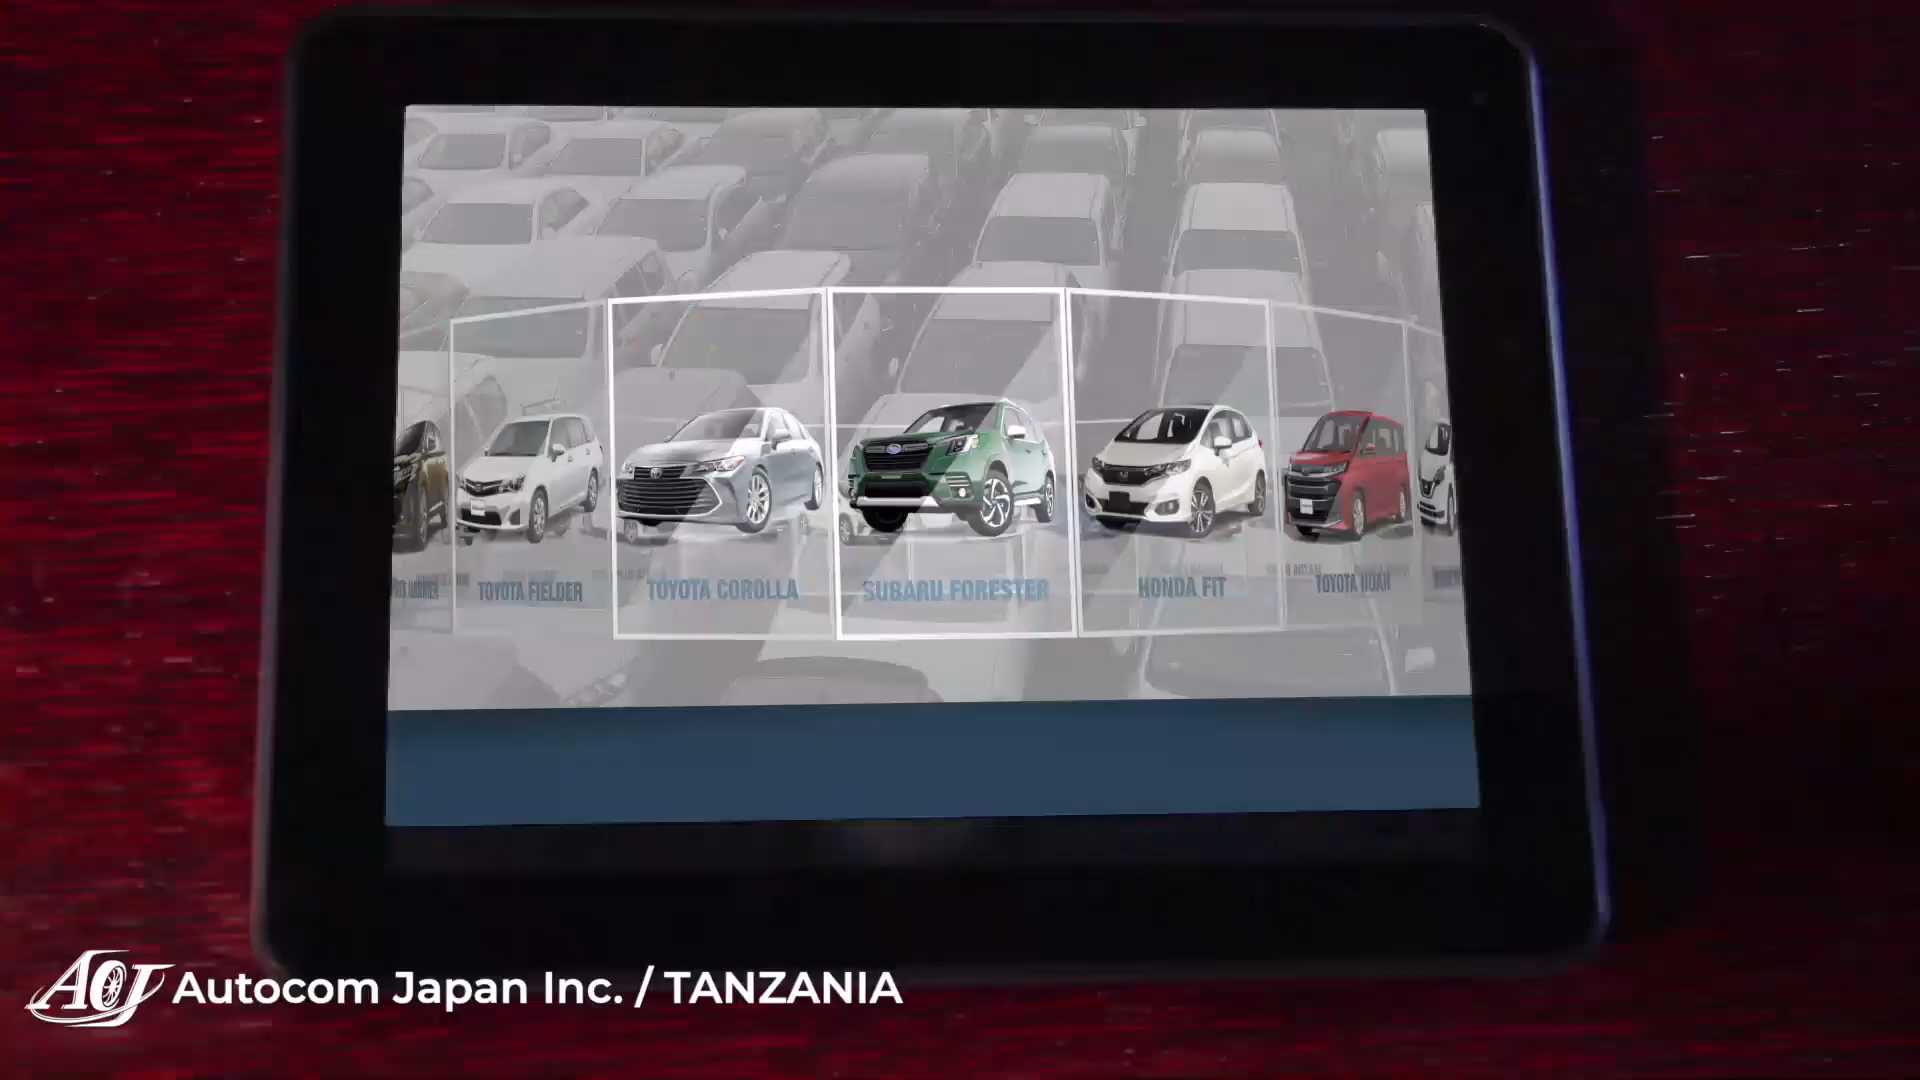 TOYOTA FIELDER
TOYOTA COROLLA
SUBARU FORESTER
HONDA FIT
TOYOTA NOAH
AOJ Autocom Japan Inc. / TANZANIA